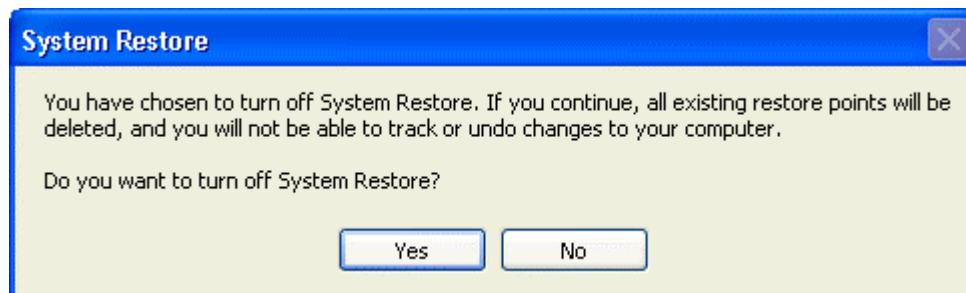 System Restore
You have chosen to turn off System Restore. If you continue, all existing restore points will be
deleted, and you will not be able to track or undo changes to your computer.
Do you want to turn off System Restore?
Yes
No